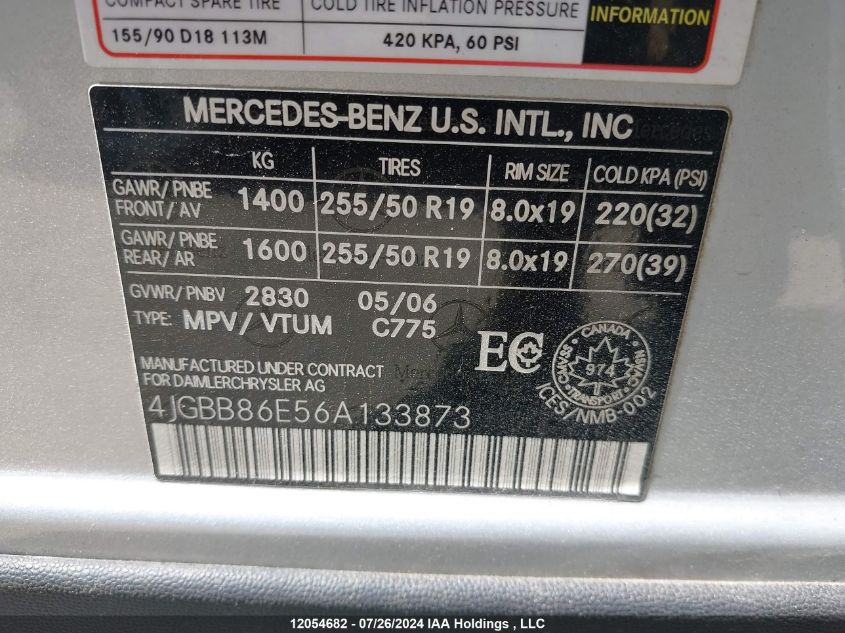 COMPACT SPARE TIRE COLD TIRE INFLATION PRESSURE
INFORMATION
155/90 D18 113M 420 KPA, 60 PSI
MERCEDES-BENZ U.S. INTL., INC
KG TIRES RIM SIZE COLD KPA (PSI)
GAWR/ PNBE
FRONT/ AV 1400 255/50 R19 8.0x19 220(32)
GAWR/ PNBE
REAR/ AR 1600 255/50 R19 8.0x19 270(39)
GVWR/ PNBV 2830 05/06
TYPE: MPV/ VTUM C775
EC
CANADA
974
TRANSPORT
ICES/NMB-002
MANUFACTURED UNDER CONTRACT
FOR DAIMLERCHRYSLER AG
4JGBB86E56A133873
12054682 - 07/26/2024 IAA Holdings , LLC